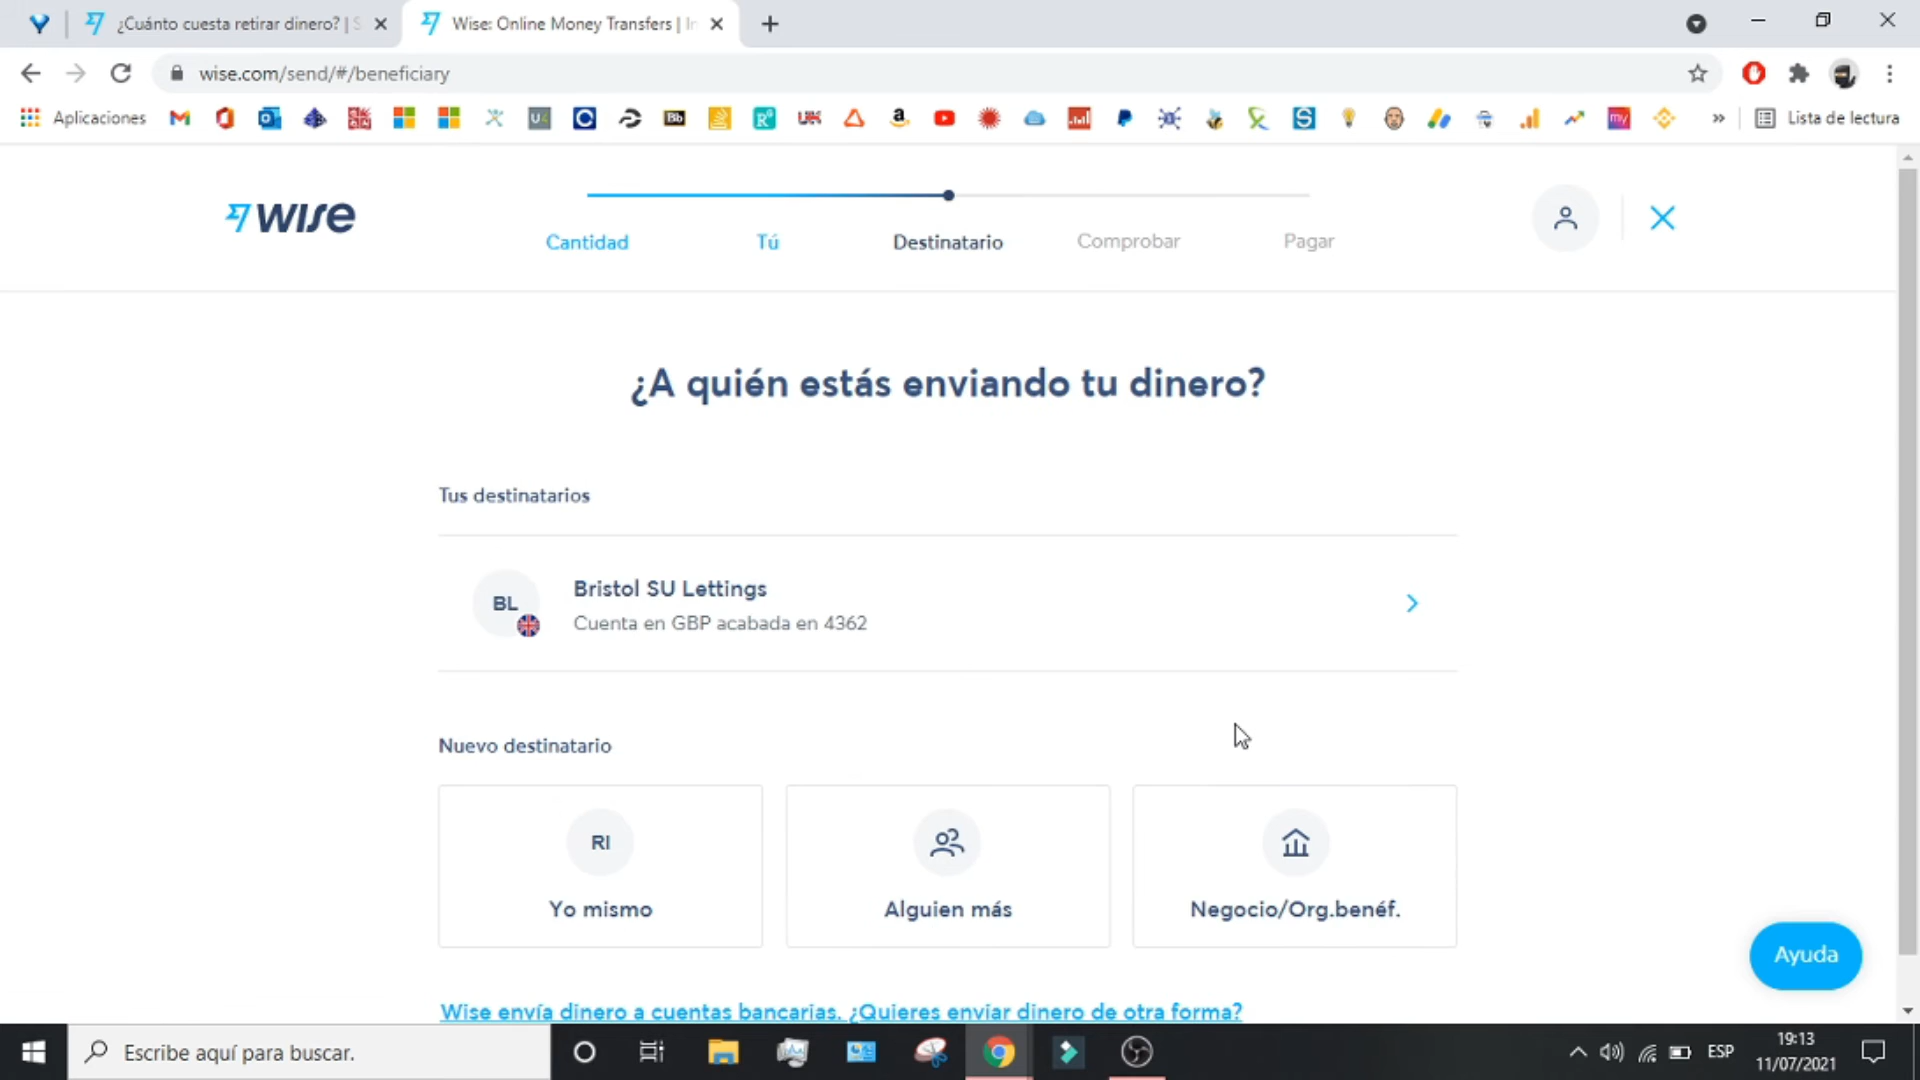 ¿Cuánto cuesta retirar dinero? |
Wise: Online Money Transfers |
wise.com/send/#/beneficiary
Aplicaciones
Bb
my
Lista de lectura
WISE
Cantidad
Tú
Destinatario
Comprobar
Pagar
¿A quién estás enviando tu dinero?
Tus destinatarios
BL
Bristol SU Lettings
Cuenta en GBP acabada en 4362
Nuevo destinatario
RI
Yo mismo
Alguien más
Negocio/Org.benéf.
Ayuda
Wise envía dinero a cuentas bancarias. ¿Quieres enviar dinero de otra forma?
Escribe aquí para buscar.
ESP
19:13
11/07/2021